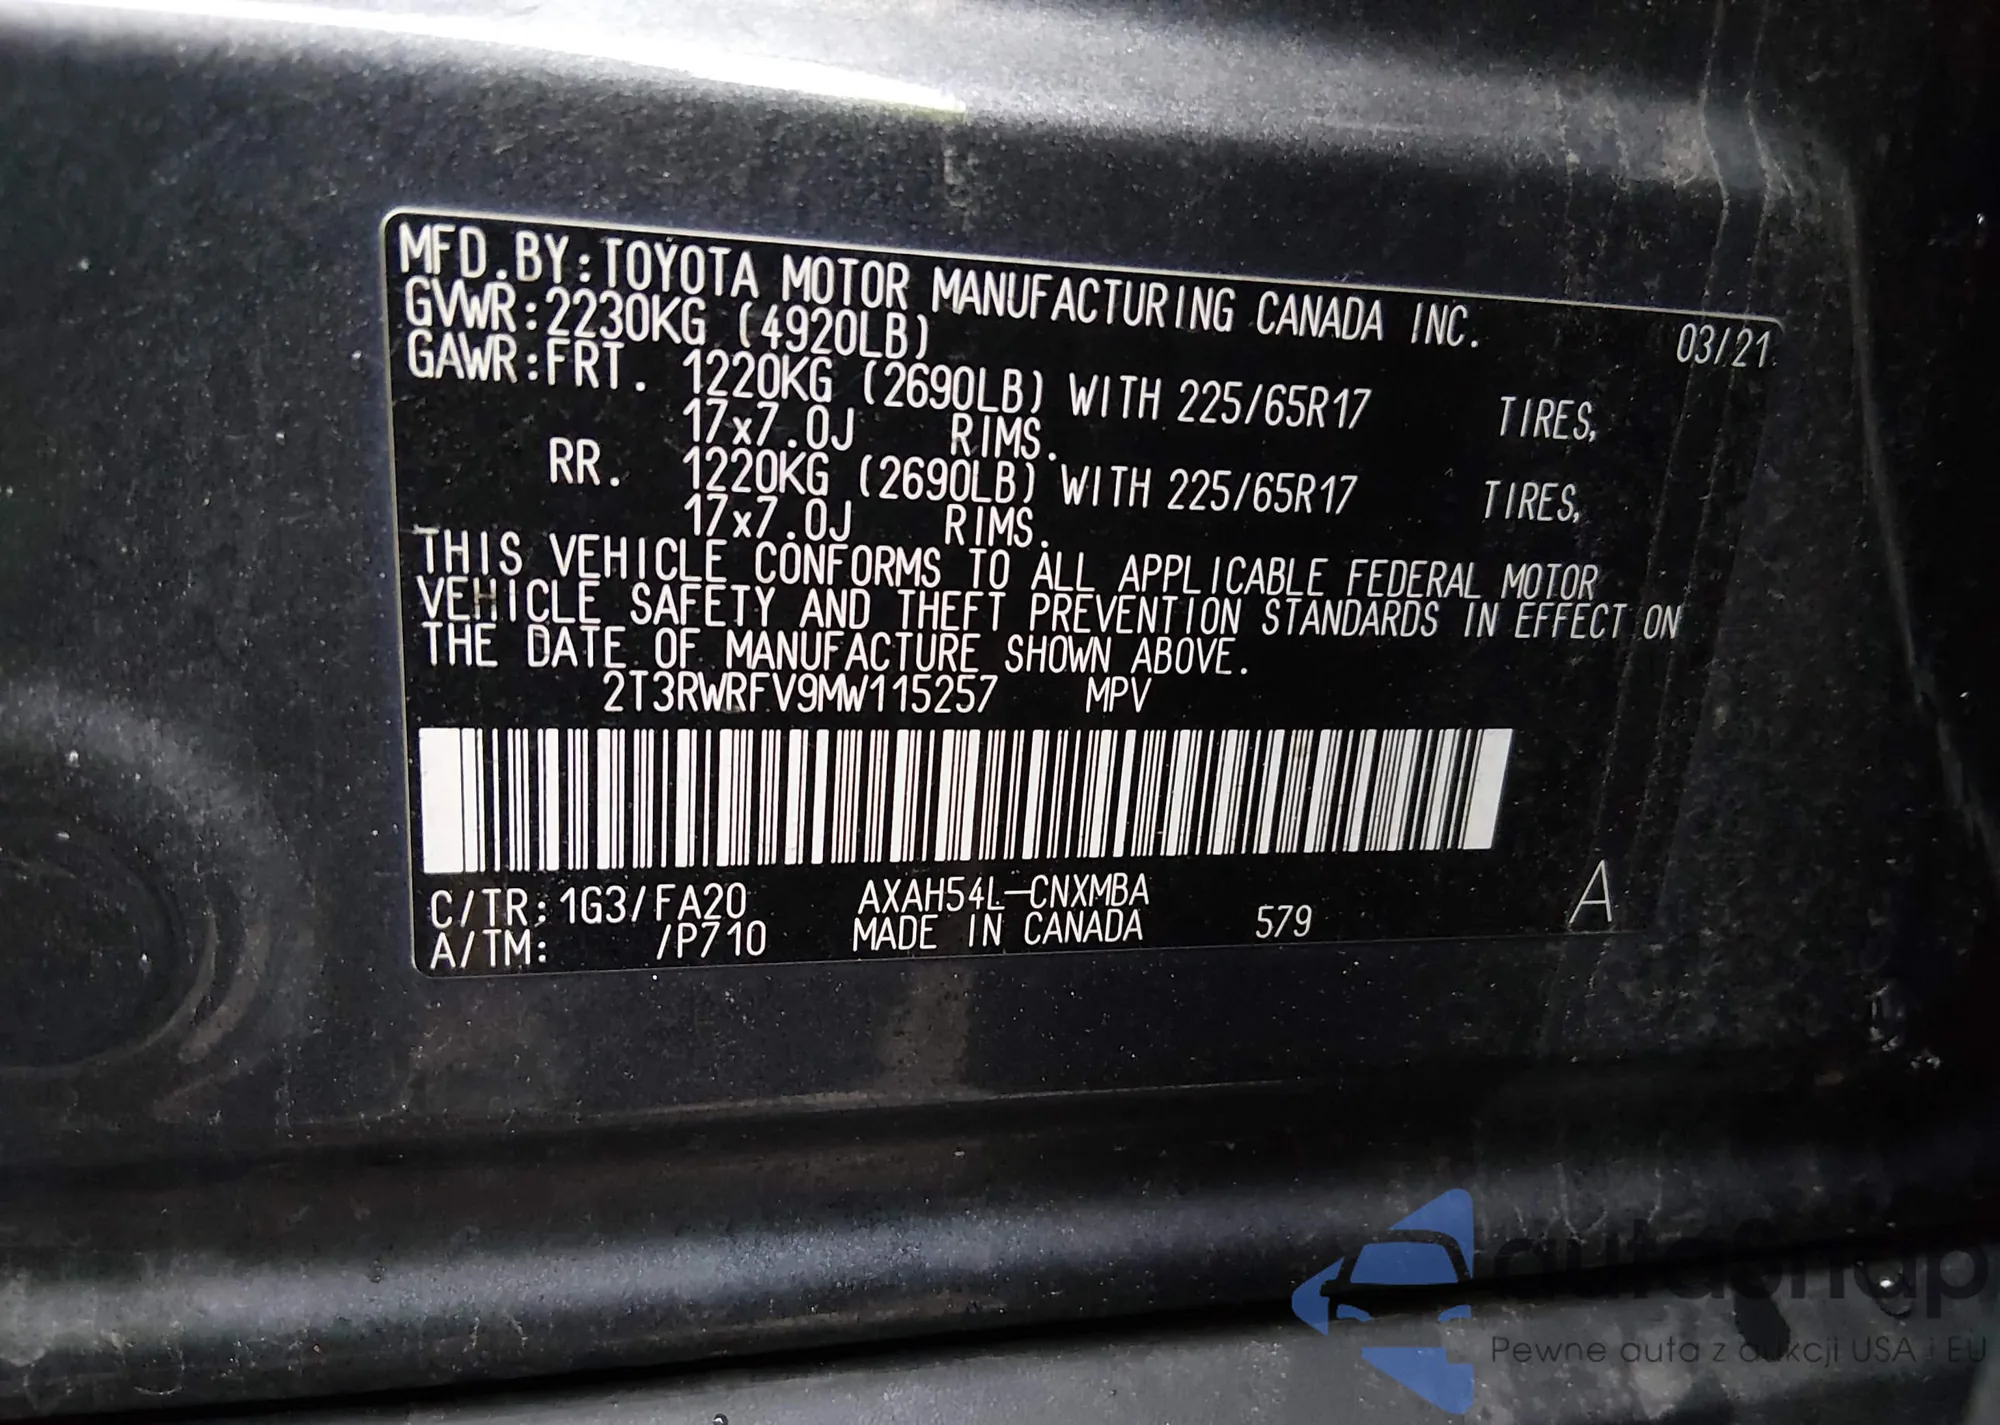 MFD.BY:TOYOTA MOTOR MANUFACTURING CANADA INC. 03/21
GVWR:2230KG (4920LB)
GAWR:FRT. 1220KG (2690LB) WITH 225/65R17 TIRES,
17x7.0J RIMS.
RR. 1220KG (2690LB) WITH 225/65R17 TIRES,
17x7.0J RIMS.
THIS VEHICLE CONFORMS TO ALL APPLICABLE FEDERAL MOTOR
VEHICLE SAFETY AND THEFT PREVENTION STANDARDS IN EFFECT ON
THE DATE OF MANUFACTURE SHOWN ABOVE.
2T3RWRFV9MW115257 MPV
C/TR:1G3/FA20 AXAH54L-CNXMBA
A/TM: /P710 MADE IN CANADA 579 A
autaSnap
Pewne auta z aukcji USA i EU